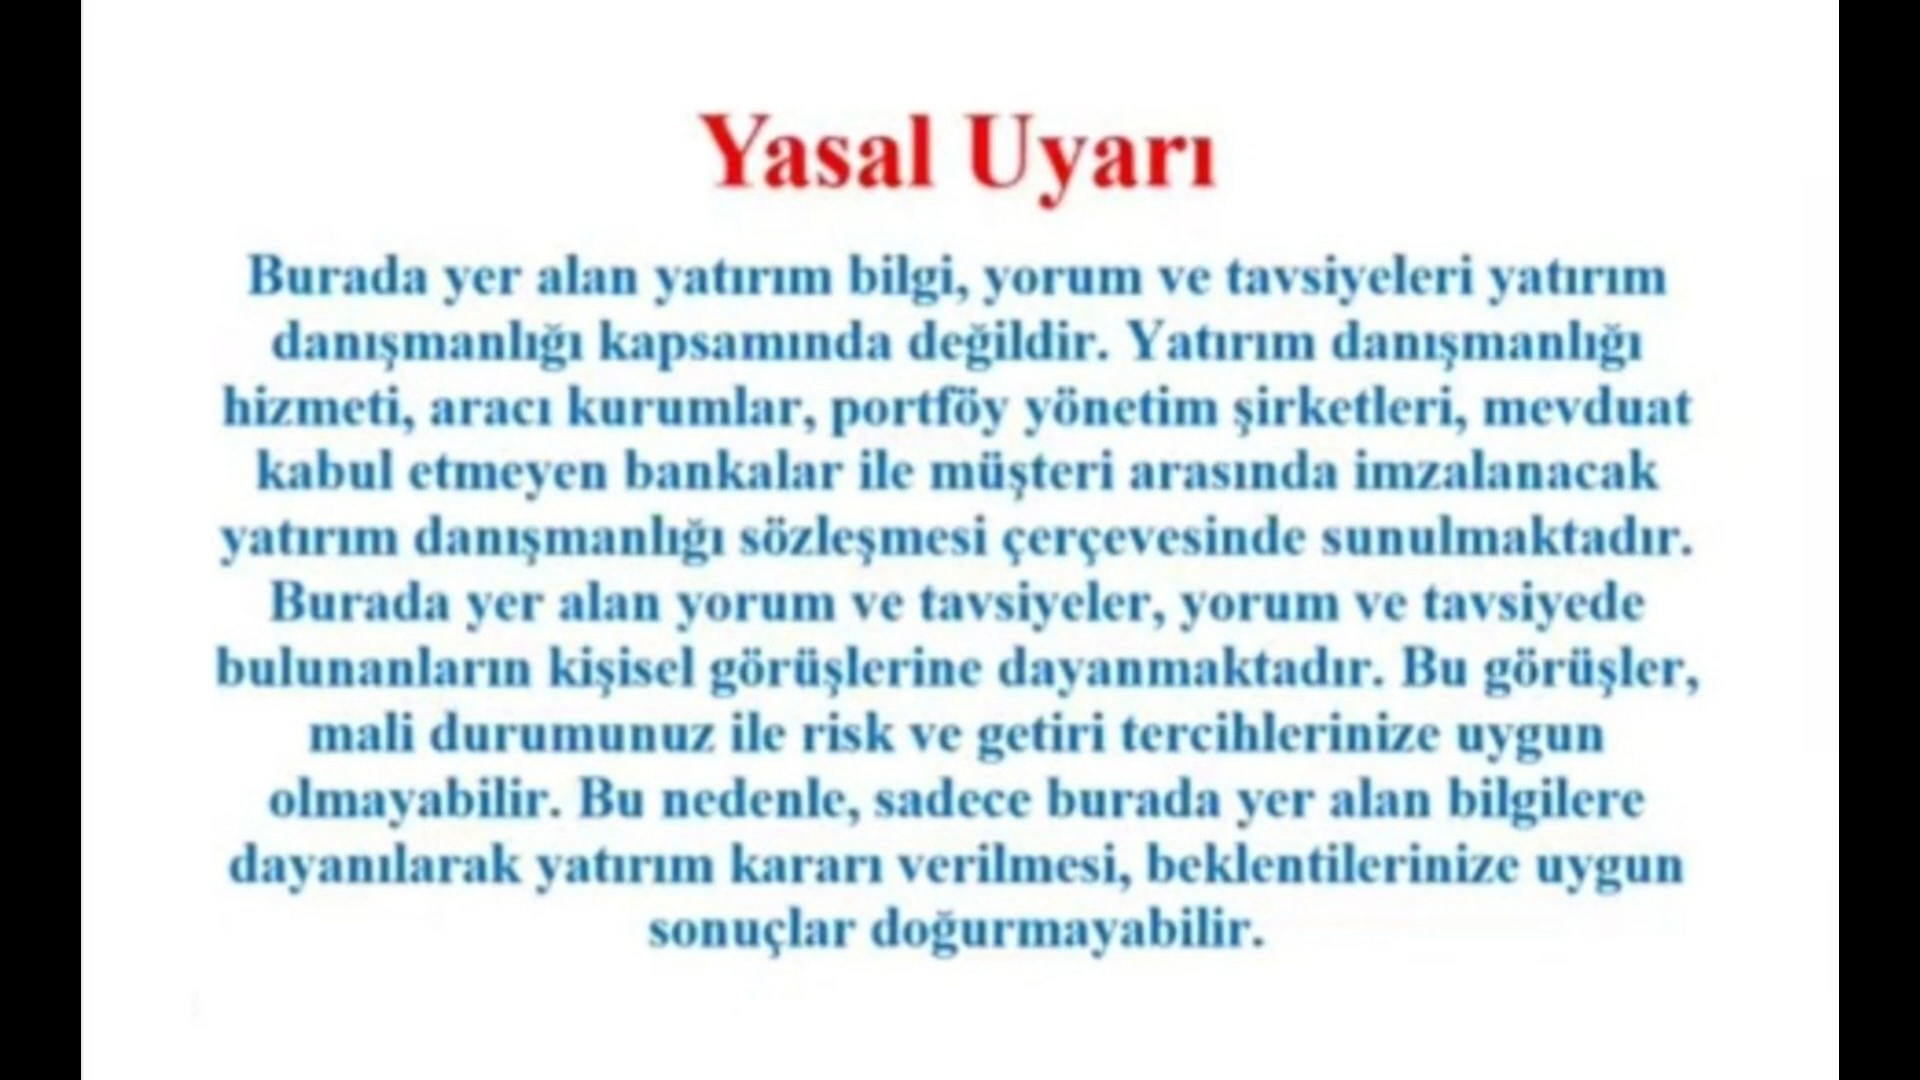 Yasal Uyarı
Burada yer alan yatırım bilgi, yorum ve tavsiyeleri yatırım
danışmanlığı kapsamında değildir. Yatırım danışmanlığı
hizmeti, aracı kurumlar, portföy yönetim şirketleri, mevduat
kabul etmeyen bankalar ile müşteri arasında imzalanacak
yatırım danışmanlığı sözleşmesi çerçevesinde sunulmaktadır.
Burada yer alan yorum ve tavsiyeler, yorum ve tavsiyede
bulunanların kişisel görüşlerine dayanmaktadır. Bu görüşler,
mali durumunuz ile risk ve getiri tercihlerinize uygun
olmayabilir. Bu nedenle, sadece burada yer alan bilgilere
dayanılarak yatırım kararı verilmesi, beklentilerinize uygun
sonuçlar doğurmayabilir.